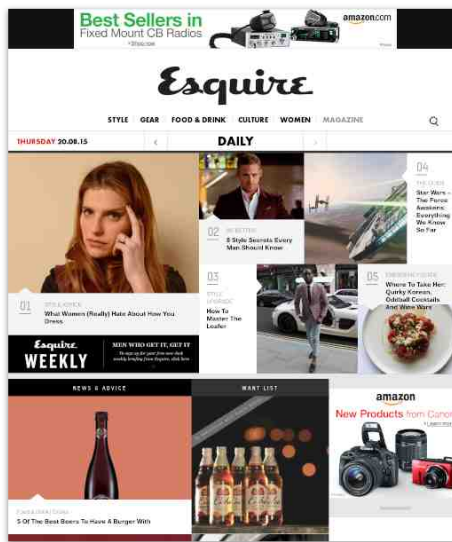 Best Sellers in
Fixed Mount CB Radios
amazon.com
Esquire
STYLE GEAR FOOD & DRINK CULTURE WOMEN MAGAZINE
THURSDAY 20.08.15
DAILY
01
What Women (Really) Hate About How You
Dress
02
8 Style Secrets Every
Man Should Know
03
STYLE
How To
Master The
Loafer
04
Star Wars –
The Force
Awakens:
Everything
We Know
So Far
05
Where To Take Her:
Quirky Korean,
Oddball Cocktails
And Wine Wars
Esquire
WEEKLY
MEN WHO GET IT, GET IT
NEWS & ADVICE
5 Of The Best Beers To Have A Burger With
WANT LIST
amazon
New Products from Canon